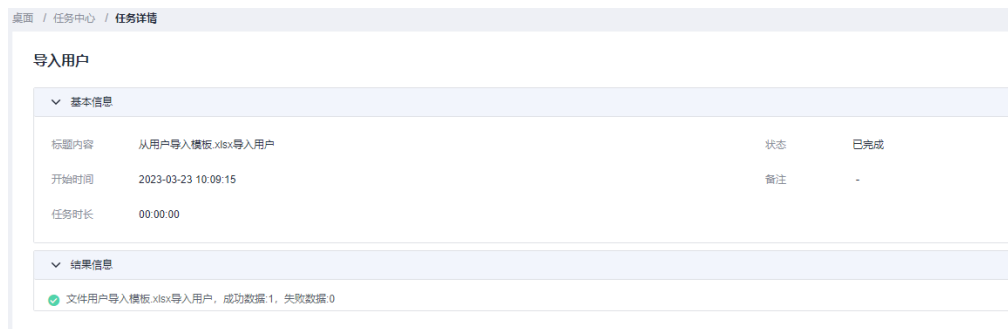 桌面 / 任务中心 / 任务详情
导入用户
基本信息
标题内容 从用户导入模板.xlsx导入用户 状态 已完成
开始时间 2023-03-23 10:09:15 备注 -
任务时长 00:00:00
结果信息
文件用户导入模板.xlsx导入用户，成功数据:1，失败数据:0